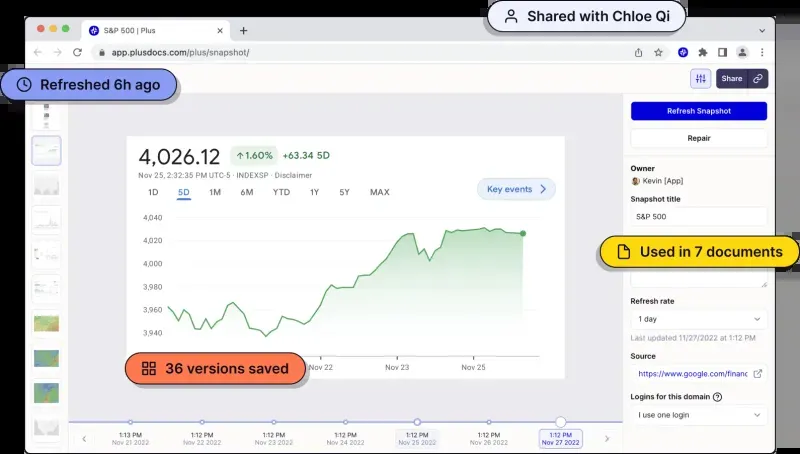 Shared with Chloe Qi
S&P 500 | Plus
app.plusdocs.com/plus/snapshot/
Refreshed 6h ago
Share
Refresh Snapshot
Repair
4,026.12
1.60%
+63.34 5D
Nov 25, 2:32:35 PM UTC-5 · INDEXSP · Disclaimer
1D 5D 1M 6M YTD 1Y 5Y MAX
Key events
4,040
4,020
4,000
3,980
3,960
3,940
Nov 22
Nov 23
Nov 25
Owner
Kevin [App]
Snapshot title
S&P 500
Used in 7 documents
Refresh rate
1 day
Last updated 11/27/2022 at 1:12 PM
Source
https://www.google.com/financ
Logins for this domain
I use one login
36 versions saved
1:13 PM
Nov 21 2022
1:12 PM
Nov 22 2022
1:12 PM
Nov 23 2022
1:12 PM
Nov 24 2022
1:12 PM
Nov 25 2022
1:12 PM
Nov 26 2022
1:12 PM
Nov 27 2022